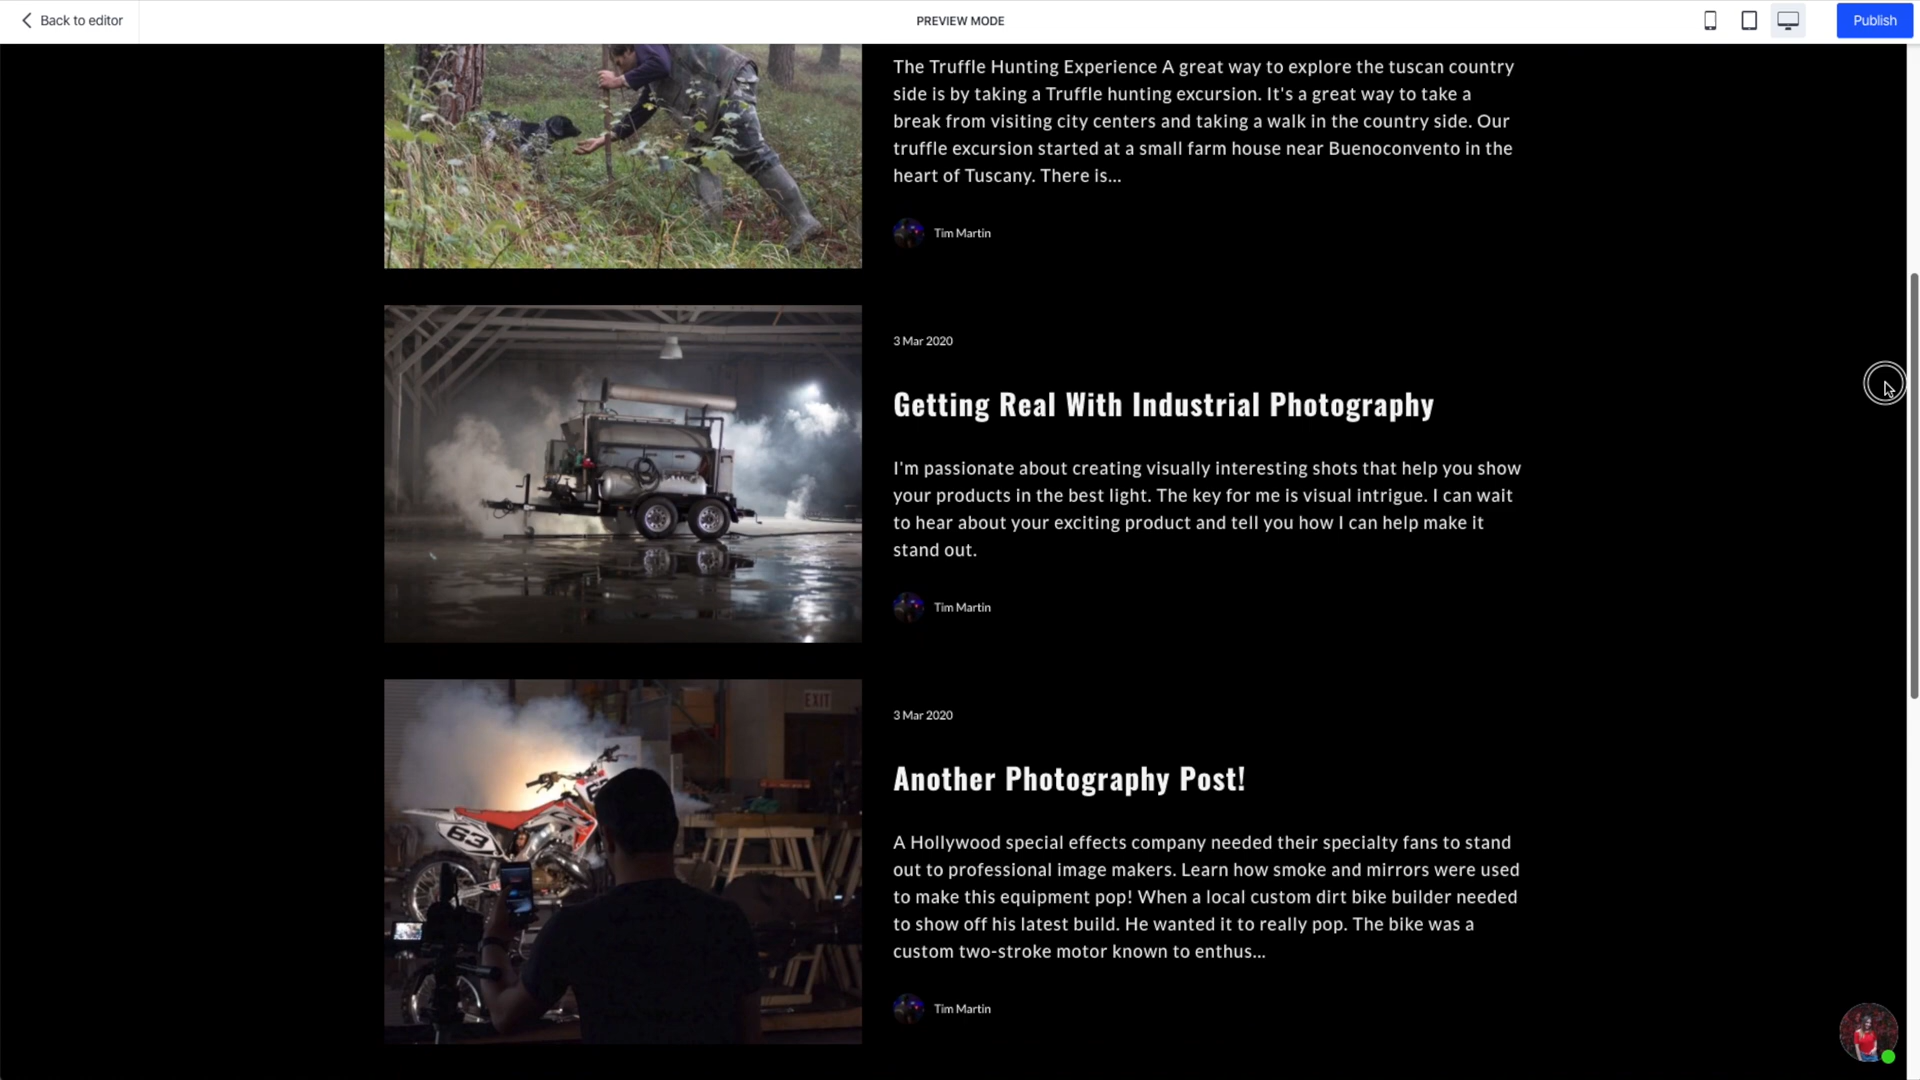 Back to editor
PREVIEW MODE
Publish
The Truffle Hunting Experience A great way to explore the tuscan country
side is by taking a Truffle hunting excursion. It's a great way to take a
break from visiting city centers and taking a walk in the country side. Our
truffle excursion started at a small farm house near Buenoconvento in the
heart of Tuscany. There is...
Tim Martin
3 Mar 2020
Getting Real With Industrial Photography
I'm passionate about creating visually interesting shots that help you show
your products in the best light. The key for me is visual intrigue. I can wait
to hear about your exciting product and tell you how I can help make it
stand out.
Tim Martin
EXIT
63
3 Mar 2020
Another Photography Post!
A Hollywood special effects company needed their specialty fans to stand
out to professional image makers. Learn how smoke and mirrors were used
to make this equipment pop! When a local custom dirt bike builder needed
to show off his latest build. He wanted it to really pop. The bike was a
custom two-stroke motor known to enthus...
Tim Martin